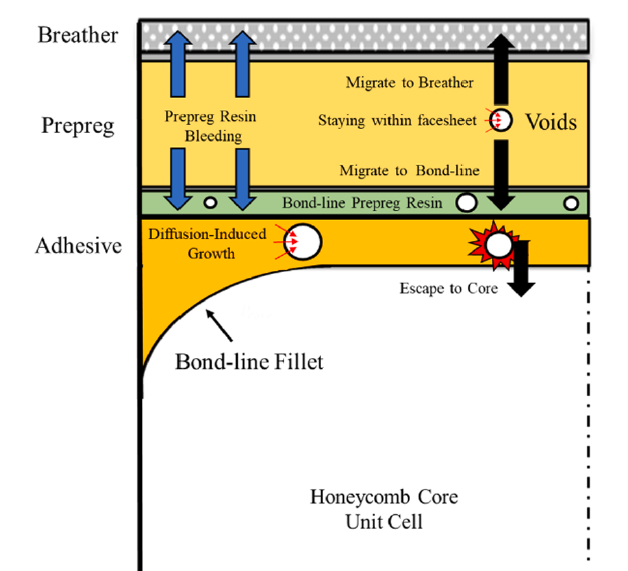 Breather
Migrate to Breather
Prepreg
Prepreg Resin
Bleeding
Staying within facesheet
Voids
Migrate to Bond-line
Bond-line Prepreg Resin
Adhesive
Diffusion-Induced
Growth
Escape to Core
Bond-line Fillet
Honeycomb Core
Unit Cell